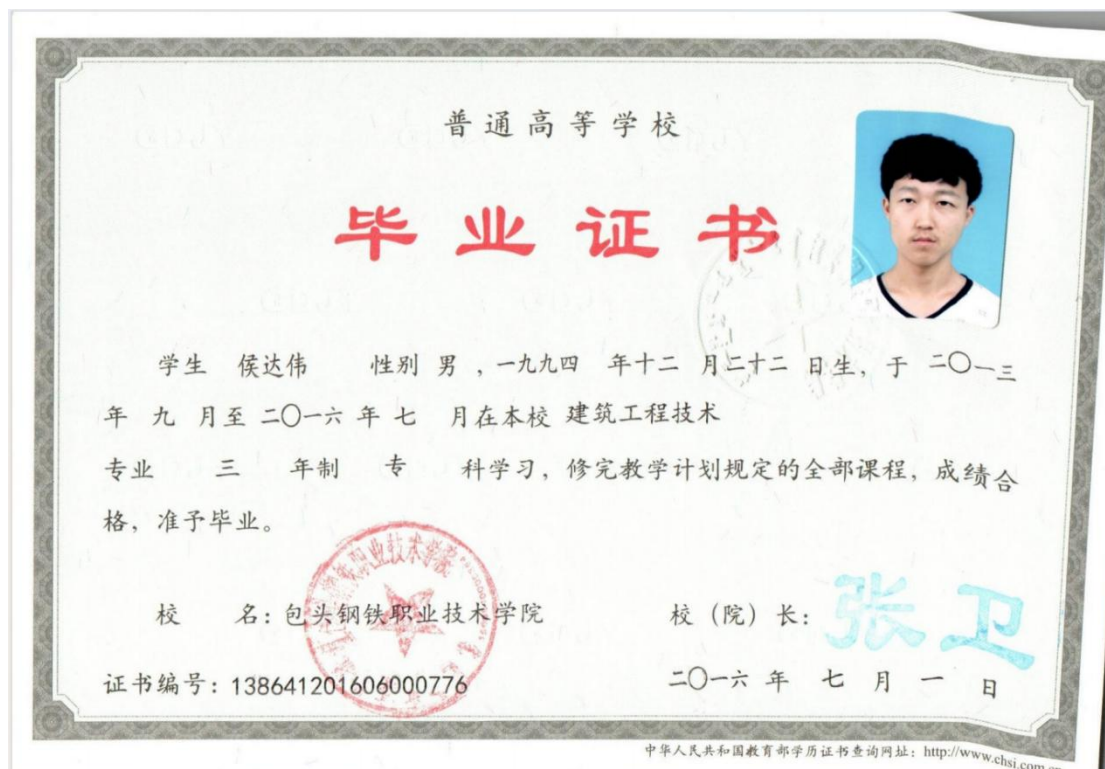 普通高等学校
毕业证书
学生 侯达伟 性别 男 ，一九九四 年十二 月二十二 日生，于 二〇一三
年 九 月至 二〇一六 年 七 月在本校 建筑工程技术
专业 三 年制 专 科学习，修完教学计划规定的全部课程，成绩合
格，准予毕业。
校 名：包头钢铁职业技术学院
校（院）长：张卫
证书编号：138641201606000776
二〇一六 年 七 月 一 日
中华人民共和国教育部学历证书查询网址：http://www.chsi.com.cn